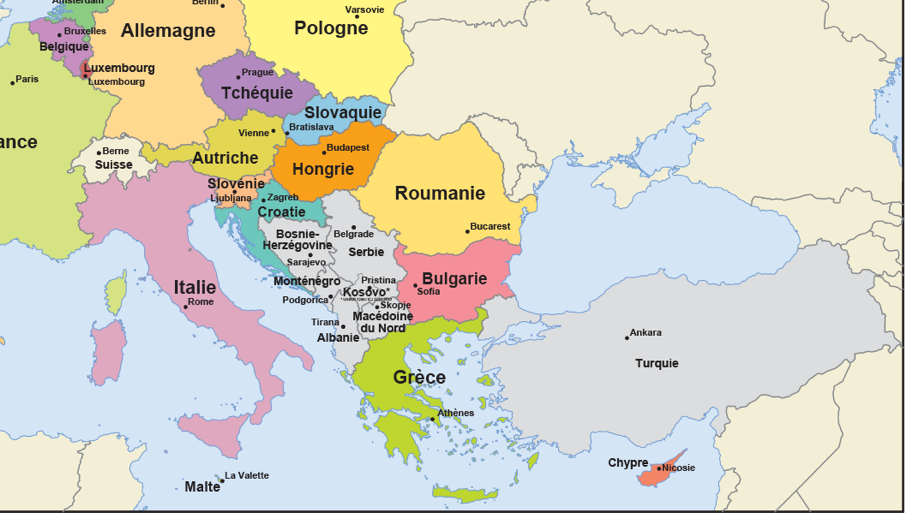 Amsterdam
Berlin
Varsovie
Allemagne
Pologne
Bruxelles
Belgique
Luxembourg
Luxembourg
Paris
Prague
Tchéquie
Slovaquie
Bratislava
Vienne
ance
Berne
Suisse
Autriche
Budapest
Hongrie
Slovénie
Ljubljana
Zagreb
Croatie
Roumanie
Bucarest
Belgrade
Bosnie-
Herzégovine
Serbie
Sarajevo
Monténégro
Pristina
Kosovo*
Bulgarie
Sofia
Italie
Rome
Podgorica
Skopje
Macédoine
du Nord
Tirana
Albanie
Ankara
Turquie
Grèce
Athènes
Chypre
Nicosie
La Valette
Malte